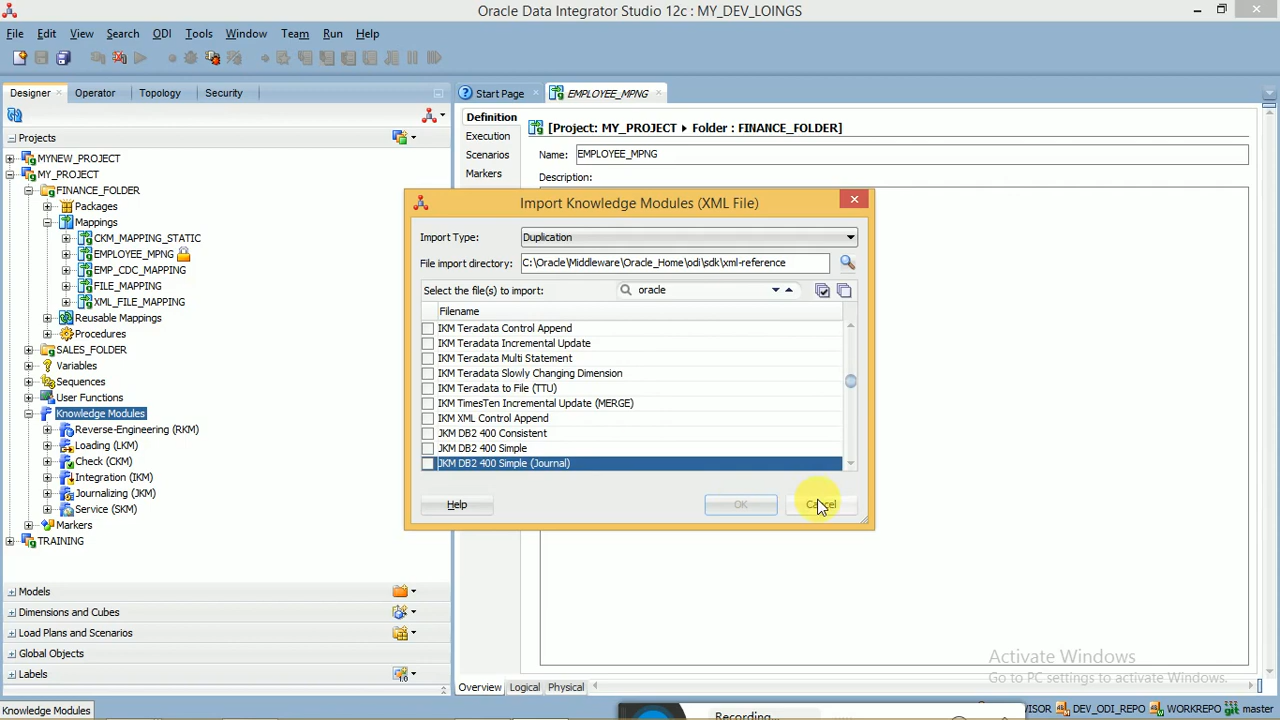 Oracle Data Integrator Studio 12c : MY_DEV_LOINGS
File Edit View Search ODI Tools Window Team Run Help
Designer Operator Topology Security
Start Page EMPLOYEE_MPNG
Projects
MYNEW_PROJECT
MY_PROJECT
FINANCE_FOLDER
Packages
Mappings
CKM_MAPPING_STATIC
EMPLOYEE_MPNG
EMP_CDC_MAPPING
FILE_MAPPING
XML_FILE_MAPPING
Reusable Mappings
Procedures
SALES_FOLDER
Variables
Sequences
User Functions
Knowledge Modules
Reverse-Engineering (RKM)
Loading (LKM)
Check (CKM)
Integration (IKM)
Journalizing (JKM)
Service (SKM)
Markers
TRAINING
Models
Dimensions and Cubes
Load Plans and Scenarios
Global Objects
Labels
Knowledge Modules
Definition
Execution
Scenarios
Markers
[Project: MY_PROJECT Folder : FINANCE_FOLDER]
Name: EMPLOYEE_MPNG
Description:
Import Knowledge Modules (XML File)
Import Type: Duplication
File import directory: C:\Oracle\Middleware\Oracle_Home\odi\sdk\xml-reference
Select the file(s) to import: oracle
Filename
IKM Teradata Control Append
IKM Teradata Incremental Update
IKM Teradata Multi Statement
IKM Teradata Slowly Changing Dimension
IKM Teradata to File (TTU)
IKM TimesTen Incremental Update (MERGE)
IKM XML Control Append
JKM DB2 400 Consistent
JKM DB2 400 Simple
JKM DB2 400 Simple (Journal)
Help OK Cancel
Activate Windows
Go to PC settings to activate Windows.
Overview Logical Physical
Recording...
DEV_ODI_REPO WORKREPO master